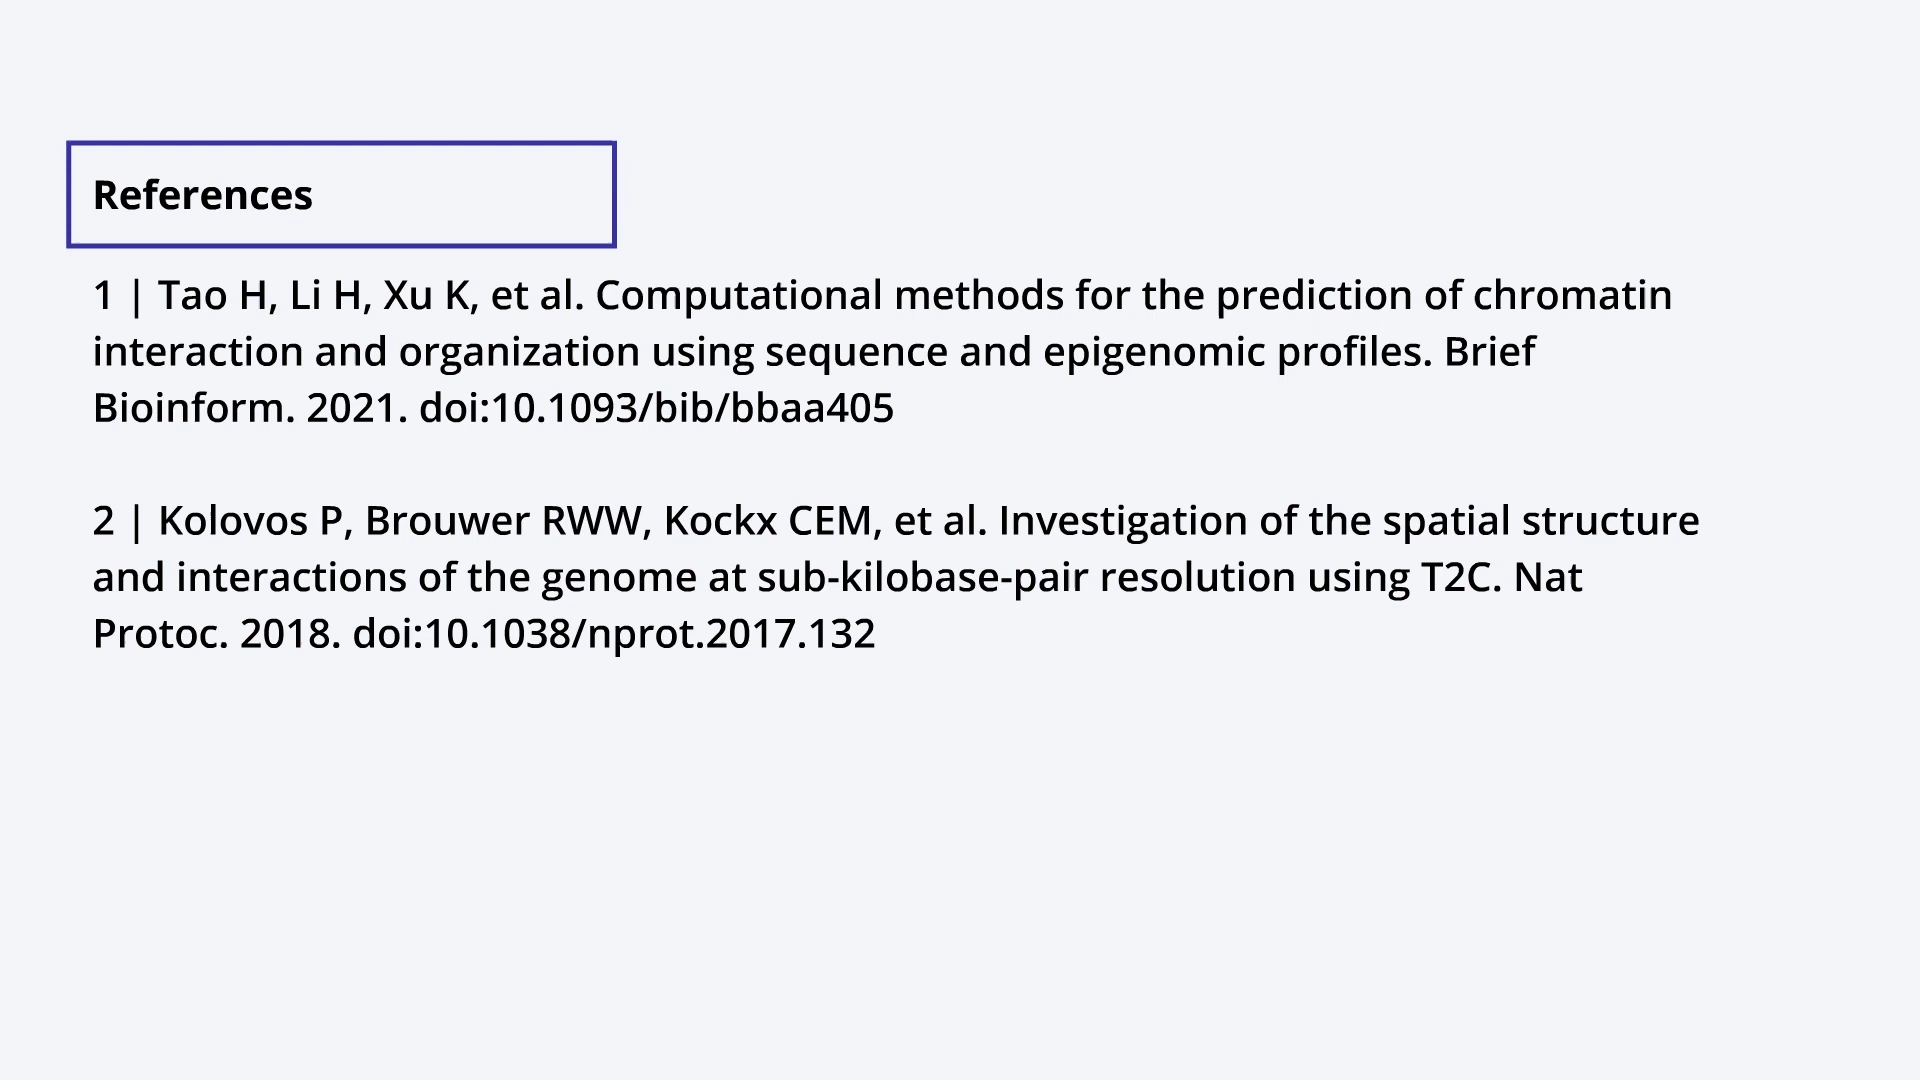 References
1 | Tao H, Li H, Xu K, et al. Computational methods for the prediction of chromatin
interaction and organization using sequence and epigenomic profiles. Brief
Bioinform. 2021. doi:10.1093/bib/bbaa405
2 | Kolovos P, Brouwer RWW, Kockx CEM, et al. Investigation of the spatial structure
and interactions of the genome at sub-kilobase-pair resolution using T2C. Nat
Protoc. 2018. doi:10.1038/nprot.2017.132